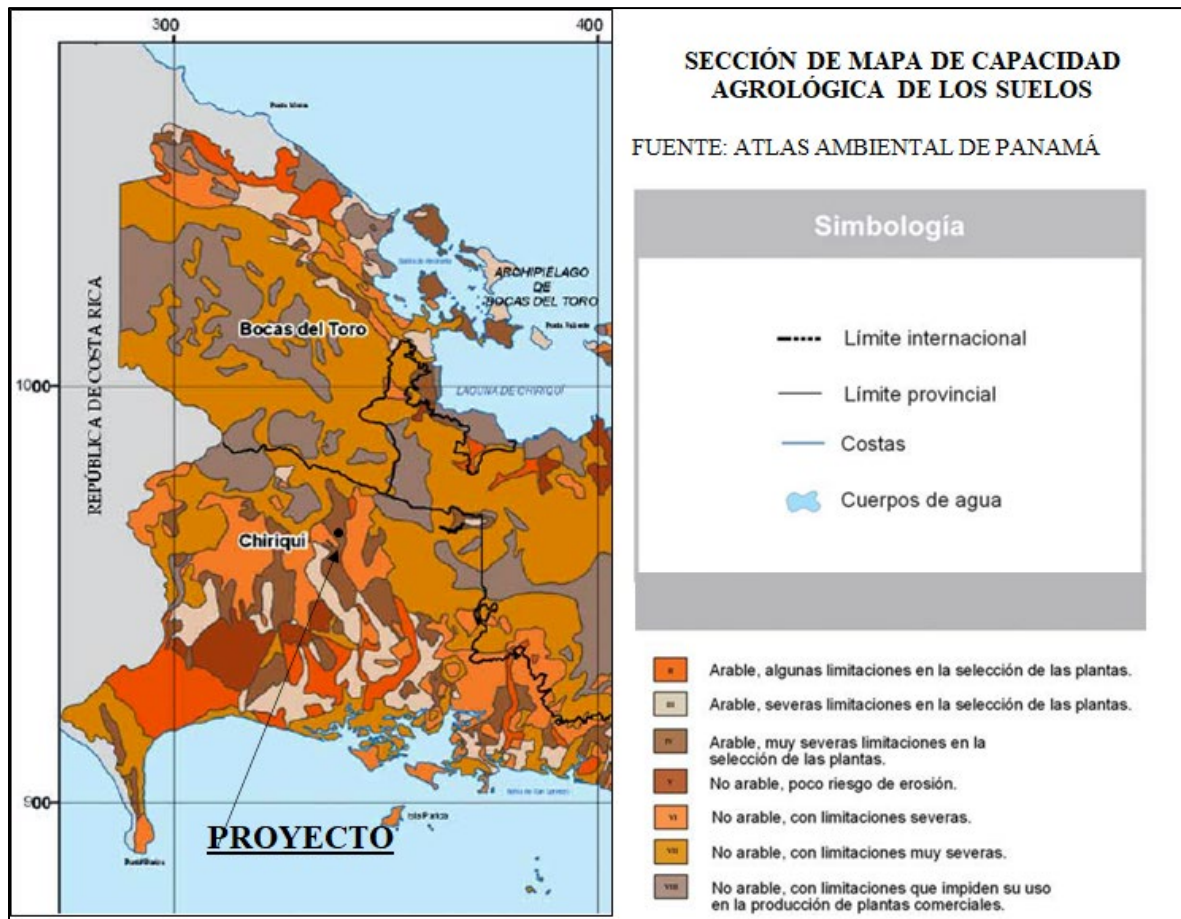 300
400
1000
900
REPÚBLICA DE COSTA RICA
ARCHIPIÉLAGO
DE
BOCAS DEL TORO
Bocas del Toro
LAGUNA DE CHIRIQUÍ
Chiriquí
Isla Parida
PROYECTO
SECCIÓN DE MAPA DE CAPACIDAD
AGROLÓGICA DE LOS SUELOS
FUENTE: ATLAS AMBIENTAL DE PANAMÁ
Simbología
Límite internacional
Límite provincial
Costas
Cuerpos de agua
II Arable, algunas limitaciones en la selección de las plantas.
III Arable, severas limitaciones en la selección de las plantas.
IV Arable, muy severas limitaciones en la
selección de las plantas.
V No arable, poco riesgo de erosión.
VI No arable, con limitaciones severas.
VII No arable, con limitaciones muy severas.
VIII No arable, con limitaciones que impiden su uso
en la producción de plantas comerciales.